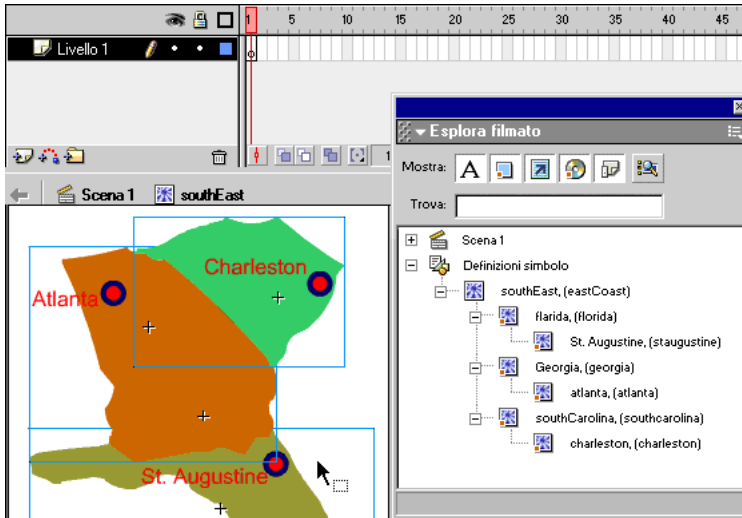 1 5 10 15 20 25 30 35 40 45
Livello 1
1
Esplora filmato
Mostra:
A
Trova:
Scena 1 southEast
Charleston
Atlanta
St. Augustine
Scena 1
Definizioni simbolo
southEast, (eastCoast)
flarida, (florida)
St. Augustine, (staugustine)
Georgia, (georgia)
atlanta, (atlanta)
southCarolina, (southcarolina)
charleston, (charleston)